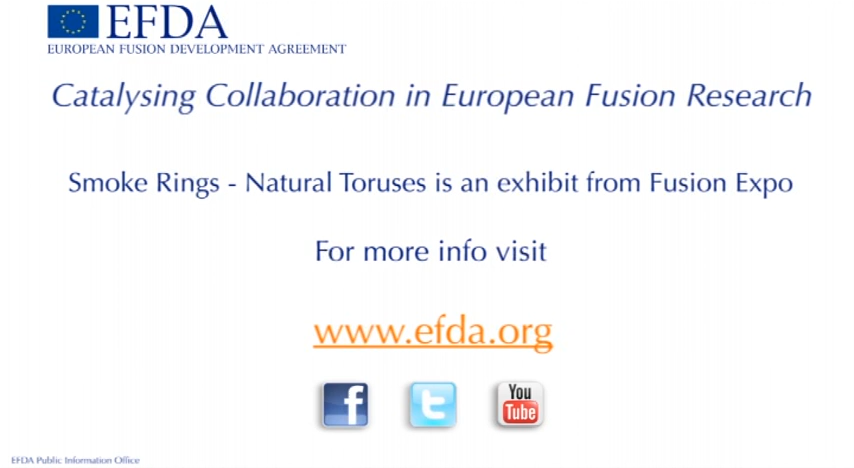 EFDA
EUROPEAN FUSION DEVELOPMENT AGREEMENT
Catalysing Collaboration in European Fusion Research
Smoke Rings - Natural Toruses is an exhibit from Fusion Expo
For more info visit
www.efda.org
f t You Tube
EFDA Public Information Office